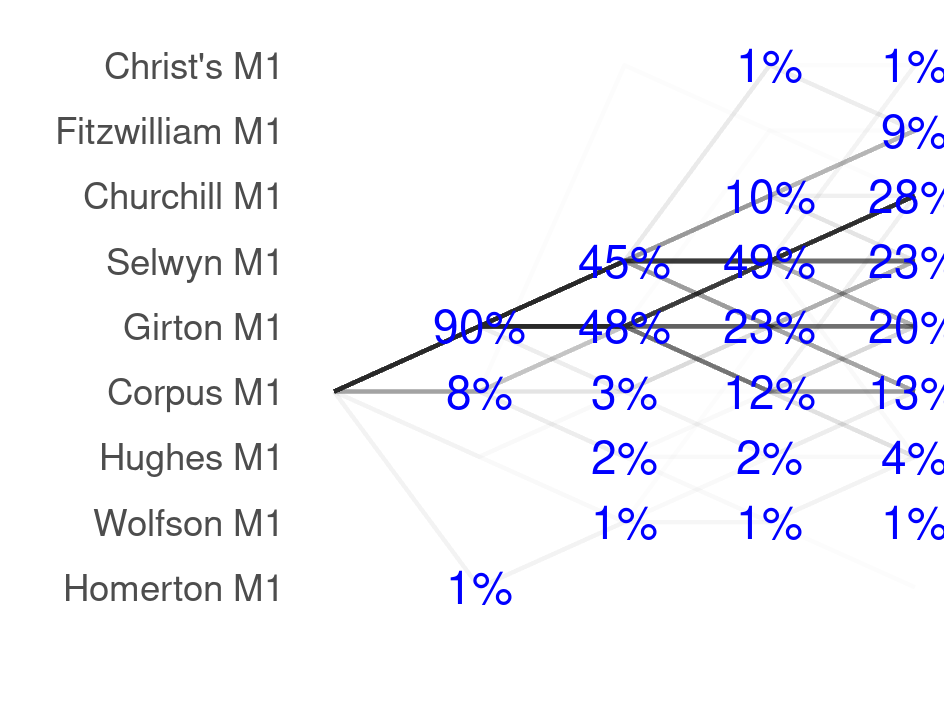 Christ's M1 1% 1%
Fitzwilliam M1 9%
Churchill M1 10% 28%
Selwyn M1 45% 49% 23%
Girton M1 90% 48% 23% 20%
Corpus M1 8% 3% 12% 13%
Hughes M1 2% 2% 4%
Wolfson M1 1% 1% 1%
Homerton M1 1%